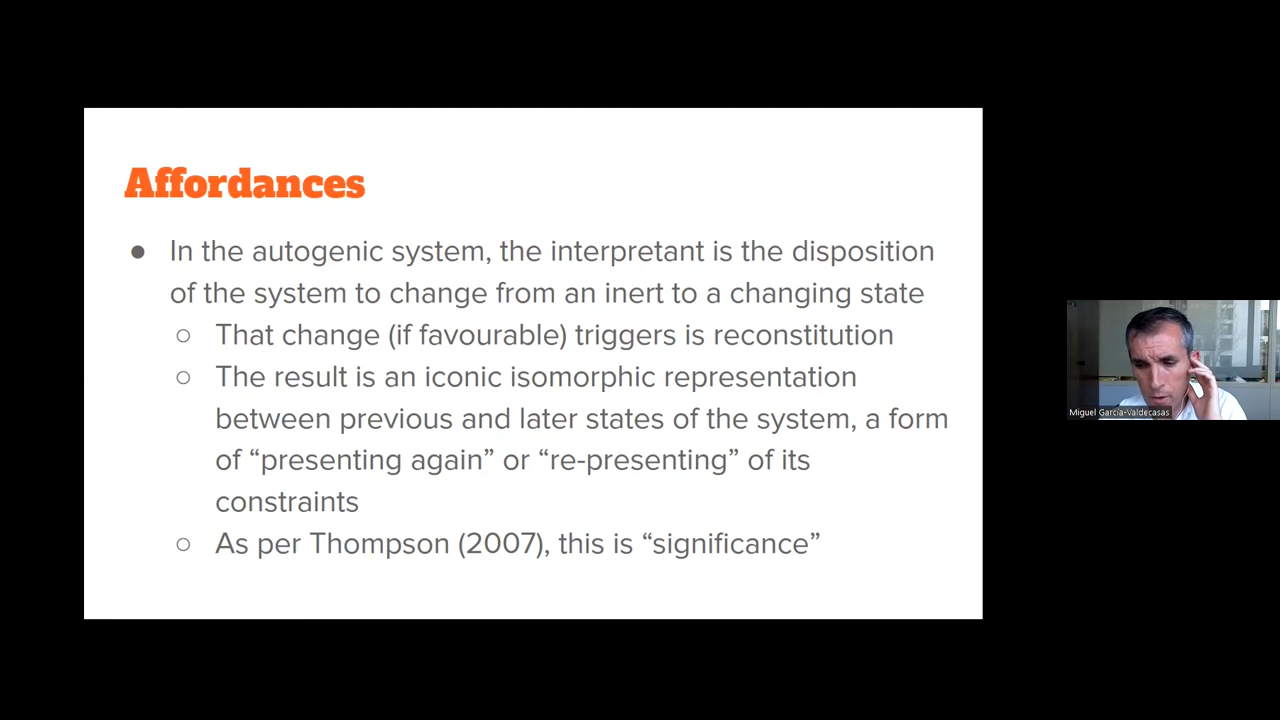 Affordances
● In the autogenic system, the interpretant is the disposition
of the system to change from an inert to a changing state
○ That change (if favourable) triggers is reconstitution
○ The result is an iconic isomorphic representation
between previous and later states of the system, a form
of “presenting again” or “re-presenting” of its
constraints
○ As per Thompson (2007), this is “significance”
Miguel García-Valdecasas